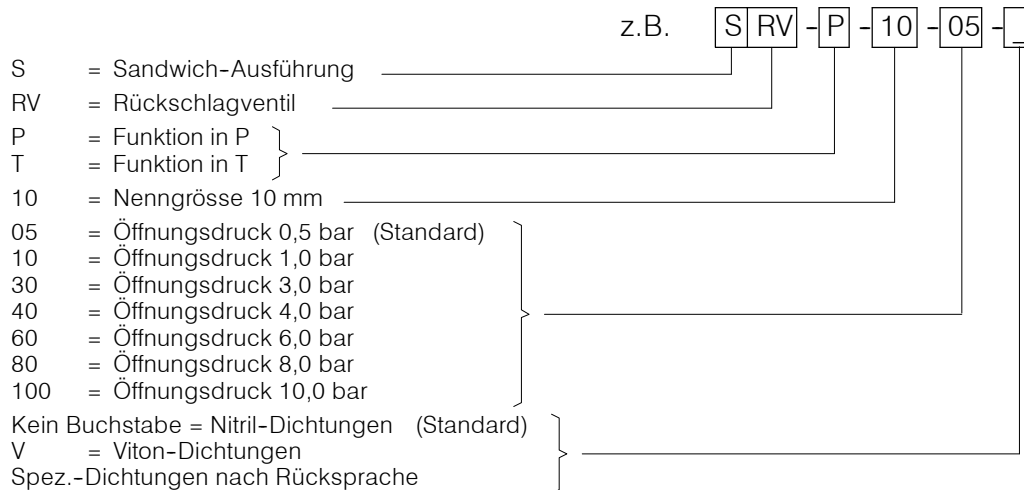 z.B. S RV -P -10 -05 -_
S = Sandwich-Ausführung
RV = Rückschlagventil
P = Funktion in P
T = Funktion in T
10 = Nenngrösse 10 mm
05 = Öffnungsdruck 0,5 bar (Standard)
10 = Öffnungsdruck 1,0 bar
30 = Öffnungsdruck 3,0 bar
40 = Öffnungsdruck 4,0 bar
60 = Öffnungsdruck 6,0 bar
80 = Öffnungsdruck 8,0 bar
100 = Öffnungsdruck 10,0 bar
Kein Buchstabe = Nitril-Dichtungen (Standard)
V = Viton-Dichtungen
Spez.-Dichtungen nach Rücksprache